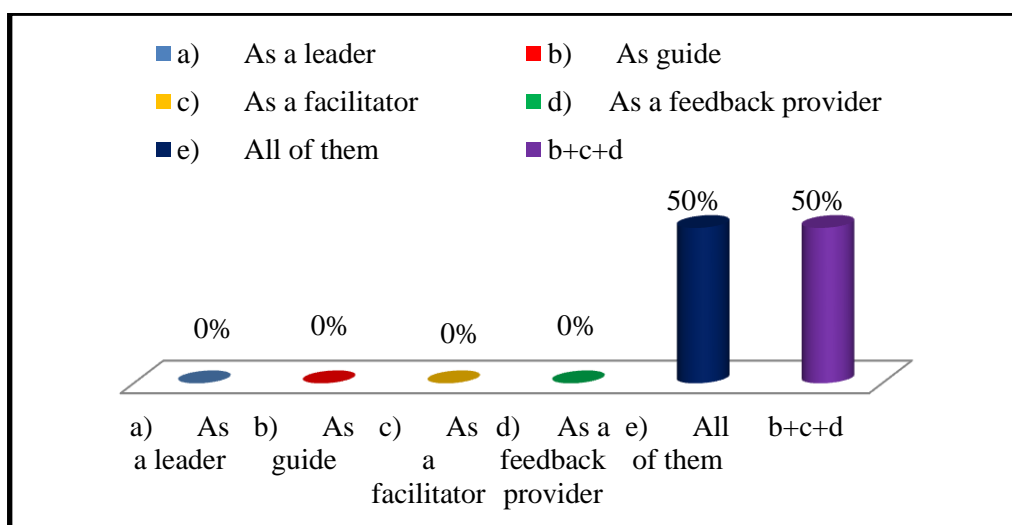 a) As a leader b) As guide
c) As a facilitator d) As a feedback provider
e) All of them b+c+d
50% 50%
0% 0% 0% 0%
a) As b) As c) As d) As a e) All b+c+d
a leader guide a feedback of them
facilitator provider